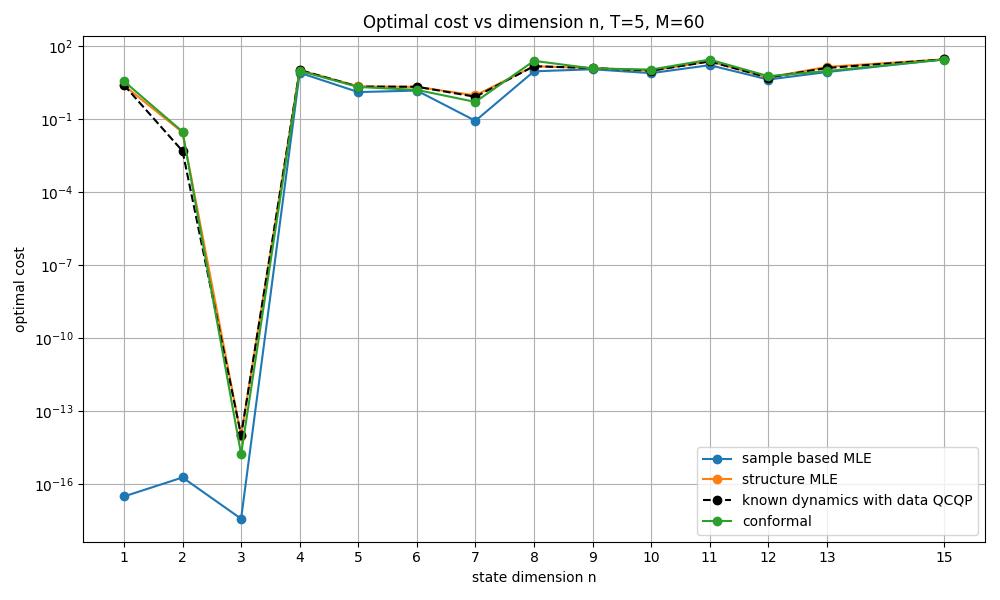 Optimal cost vs dimension n, T=5, M=60
optimal cost
10²
10⁻¹
10⁻⁴
10⁻⁷
10⁻¹⁰
10⁻¹³
10⁻¹⁶
sample based MLE
structure MLE
known dynamics with data QCQP
conformal
1 2 3 4 5 6 7 8 9 10 11 12 13 15
state dimension n